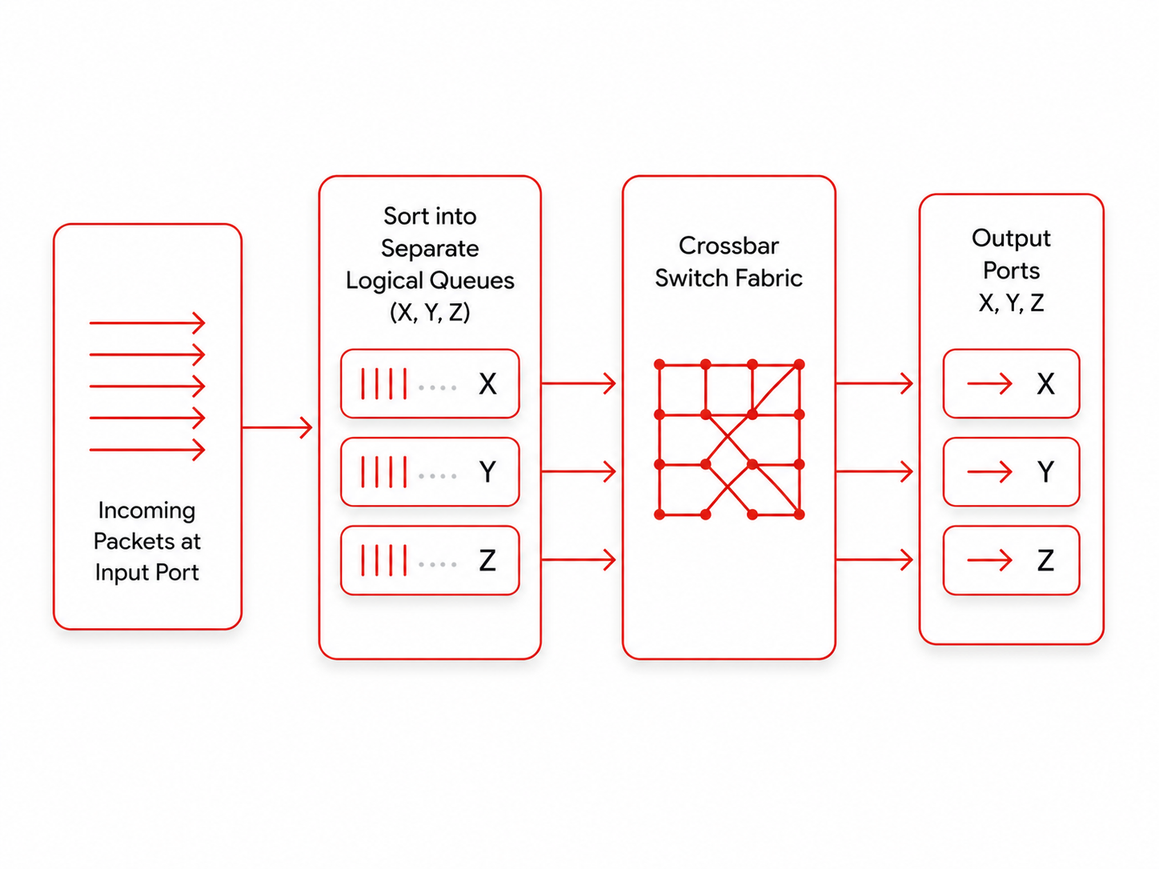 Incoming
Packets at
Input Port
Sort into
Separate
Logical Queues
(X, Y, Z)
X
Y
Z
Crossbar
Switch Fabric
Output
Ports
X, Y, Z
X
Y
Z